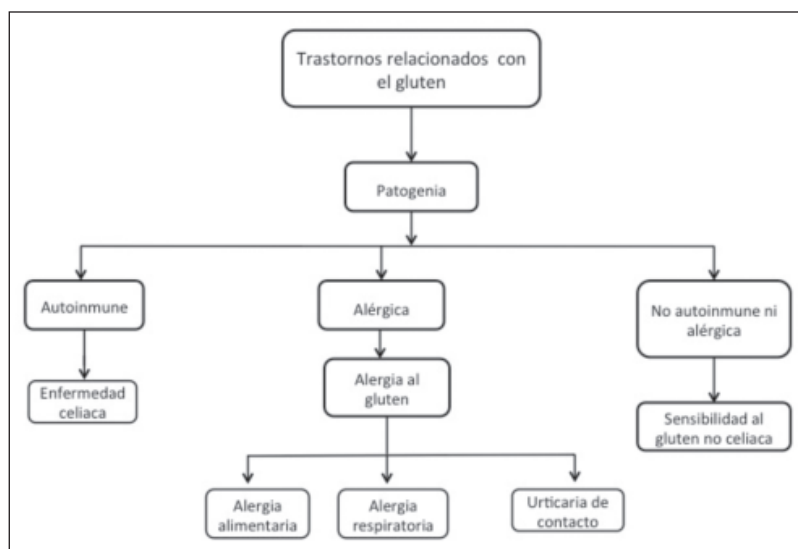 Trastornos relacionados con
el gluten
Patogenia
Autoinmune
Alérgica
No autoinmune ni
alérgica
Enfermedad
celiaca
Alergia al
gluten
Sensibilidad al
gluten no celiaca
Alergia
alimentaria
Alergia
respiratoria
Urticaria de
contacto